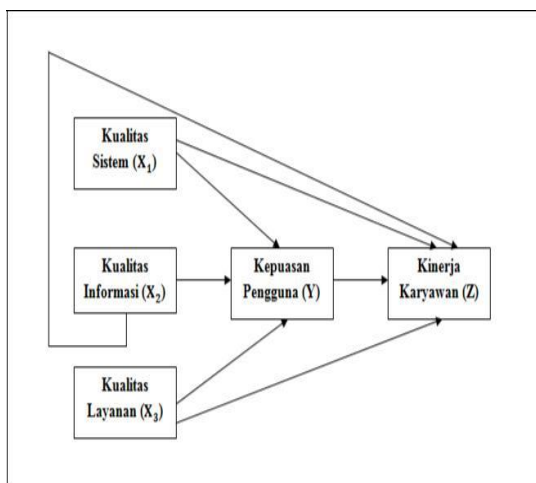 Kualitas
Sistem (X₁)
Kualitas
Informasi (X₂)
Kepuasan
Pengguna (Y)
Kinerja
Karyawan (Z)
Kualitas
Layanan (X₃)